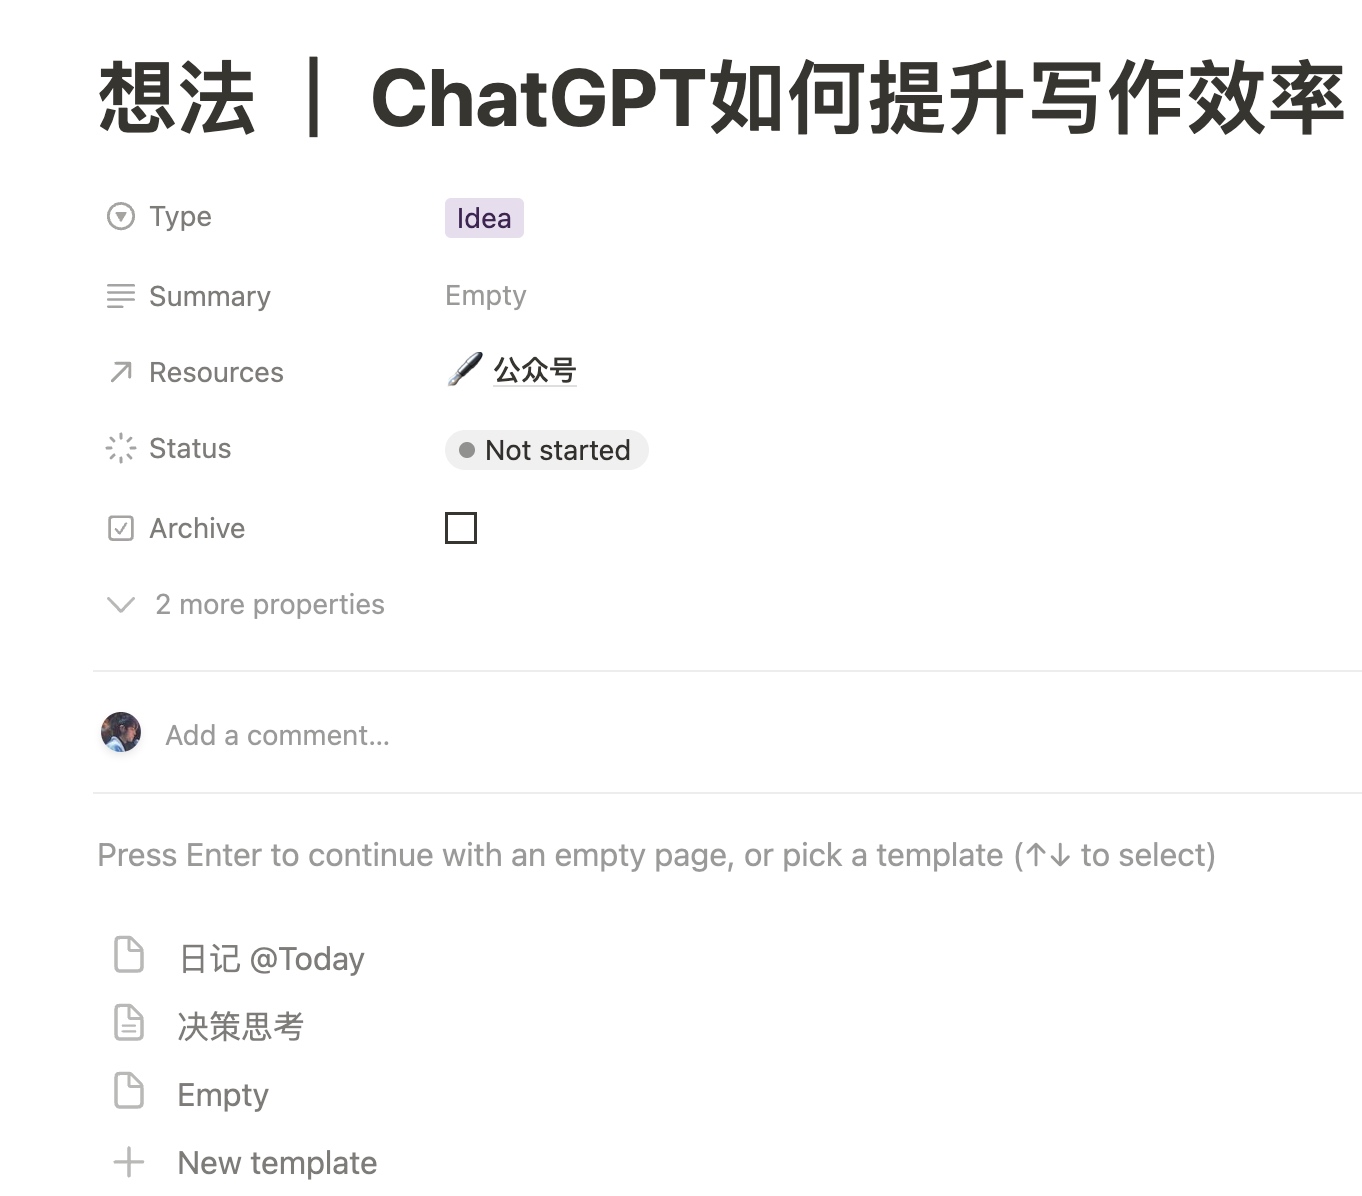 想法 ｜ ChatGPT如何提升写作效率
Type Idea
Summary Empty
Resources 公众号
Status Not started
Archive
2 more properties
Add a comment...
Press Enter to continue with an empty page, or pick a template (↑↓ to select)
日记 @Today
决策思考
Empty
New template